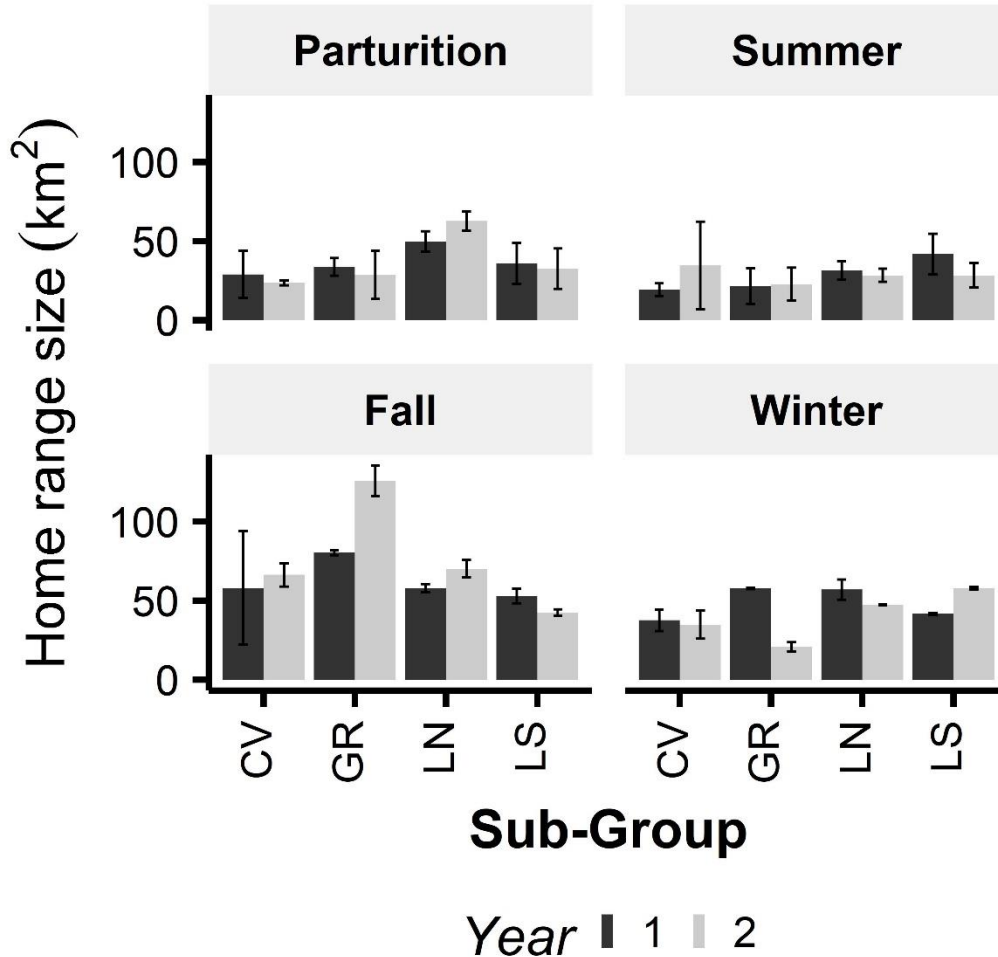 Parturition Summer
Home range size (km²)
100
50
0
Fall Winter
100
50
0
CV GR LN LS CV GR LN LS
Sub-Group
Year 1 2